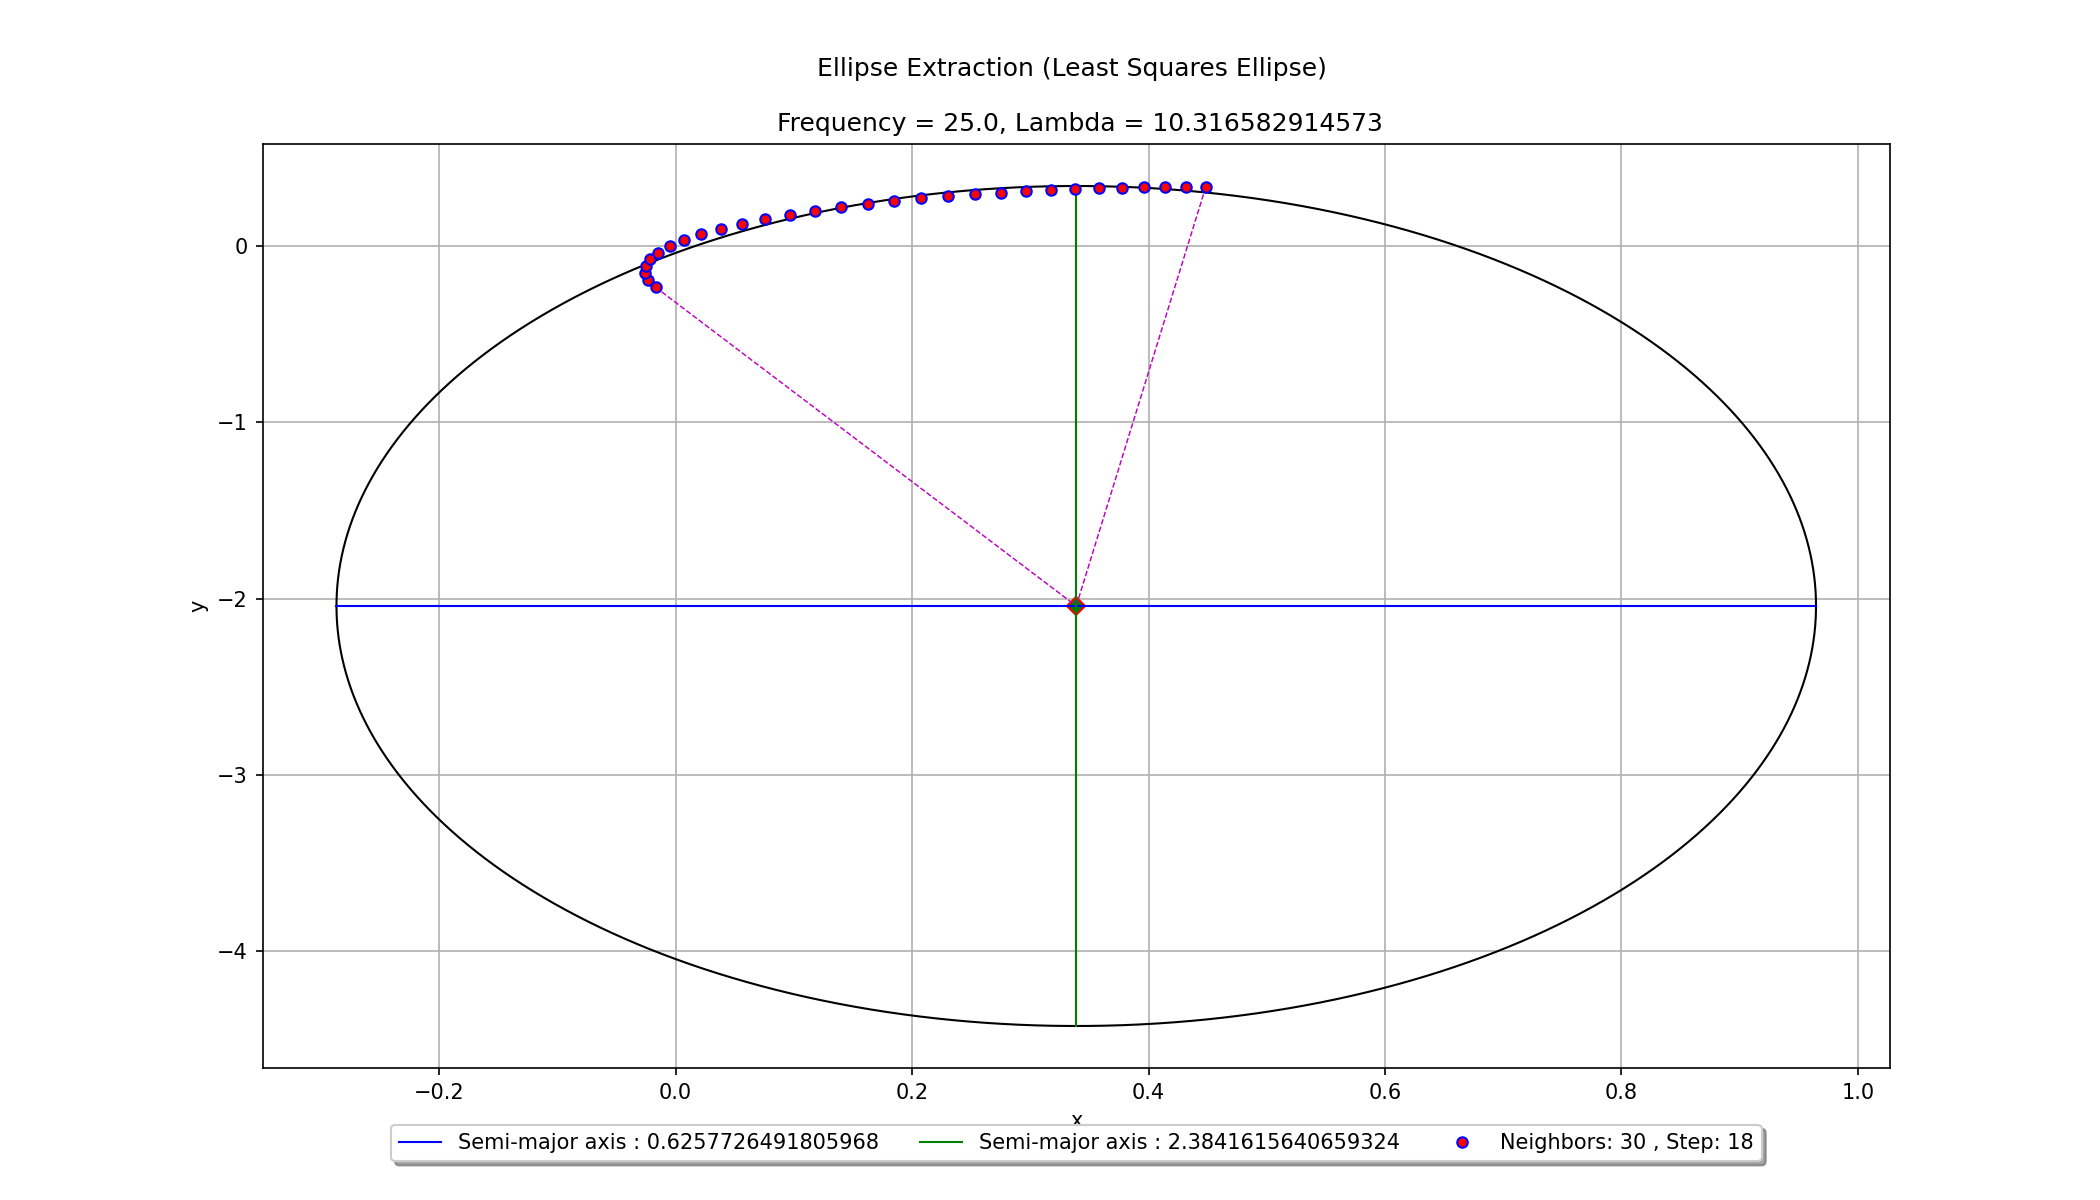 Ellipse Extraction (Least Squares Ellipse)
Frequency = 25.0, Lambda = 10.316582914573
0
−1
−2
−3
−4
y
−0.2 0.0 0.2 0.4 0.6 0.8 1.0
x
Semi-major axis : 0.6257726491805968 Semi-major axis : 2.3841615640659324 Neighbors: 30 , Step: 18